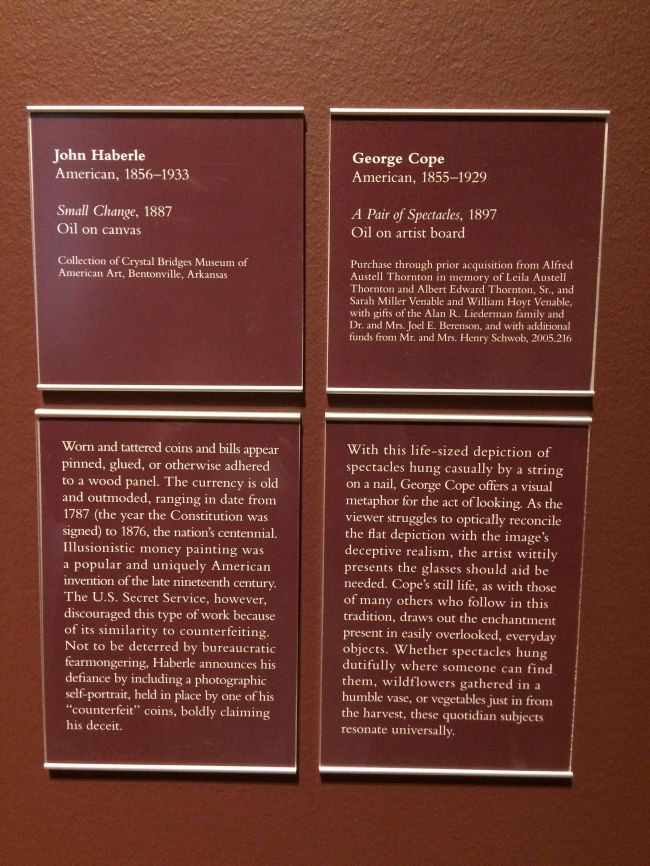 John Haberle
American, 1856–1933
Small Change, 1887
Oil on canvas
Collection of Crystal Bridges Museum of
American Art, Bentonville, Arkansas
Worn and tattered coins and bills appear
pinned, glued, or otherwise adhered
to a wood panel. The currency is old
and outmoded, ranging in date from
1787 (the year the Constitution was
signed) to 1876, the nation's centennial.
Illusionistic money painting was
a popular and uniquely American
invention of the late nineteenth century.
The U.S. Secret Service, however,
discouraged this type of work because
of its similarity to counterfeiting.
Not to be deterred by bureaucratic
fearmongering, Haberle announces his
defiance by including a photographic
self-portrait, held in place by one of his
“counterfeit” coins, boldly claiming
his deceit.
George Cope
American, 1855–1929
A Pair of Spectacles, 1897
Oil on artist board
Purchase through prior acquisition from Alfred
Austell Thornton in memory of Leila Austell
Thornton and Albert Edward Thornton, Sr., and
Sarah Miller Venable and William Hoyt Venable,
with gifts of the Alan R. Liederman family and
Dr. and Mrs. Joel E. Berenson, and with additional
funds from Mr. and Mrs. Henry Schwob, 2005.216
With this life-sized depiction of
spectacles hung casually by a string
on a nail, George Cope offers a visual
metaphor for the act of looking. As the
viewer struggles to optically reconcile
the flat depiction with the image's
deceptive realism, the artist wittily
presents the glasses should aid be
needed. Cope's still life, as with those
of many others who follow in this
tradition, draws out the enchantment
present in easily overlooked, everyday
objects. Whether spectacles hung
dutifully where someone can find
them, wildflowers gathered in a
humble vase, or vegetables just in from
the harvest, these quotidian subjects
resonate universally.